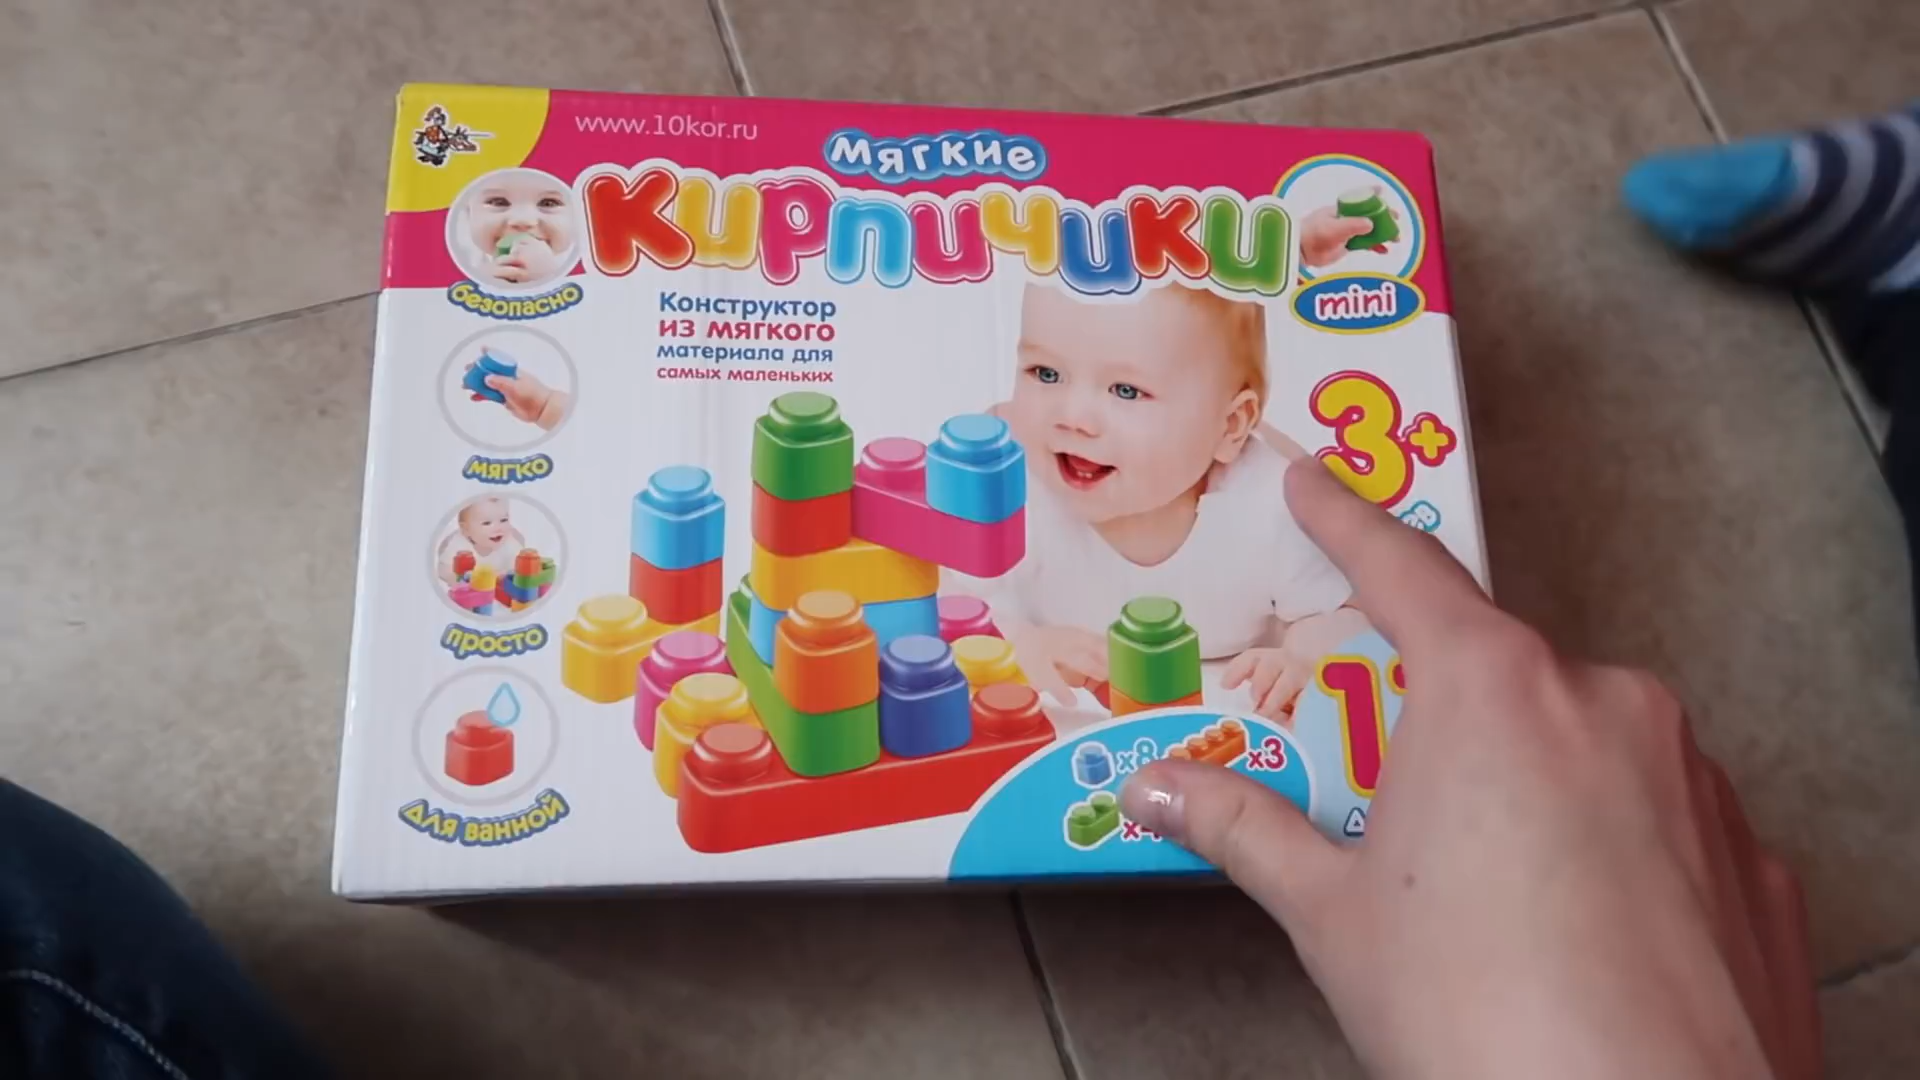 www.10kor.ru
мягкие
Кирпичики
mini
безопасно
мягко
просто
для ванной
Конструктор
из мягкого
материала для
самых маленьких
3+
x8
x3